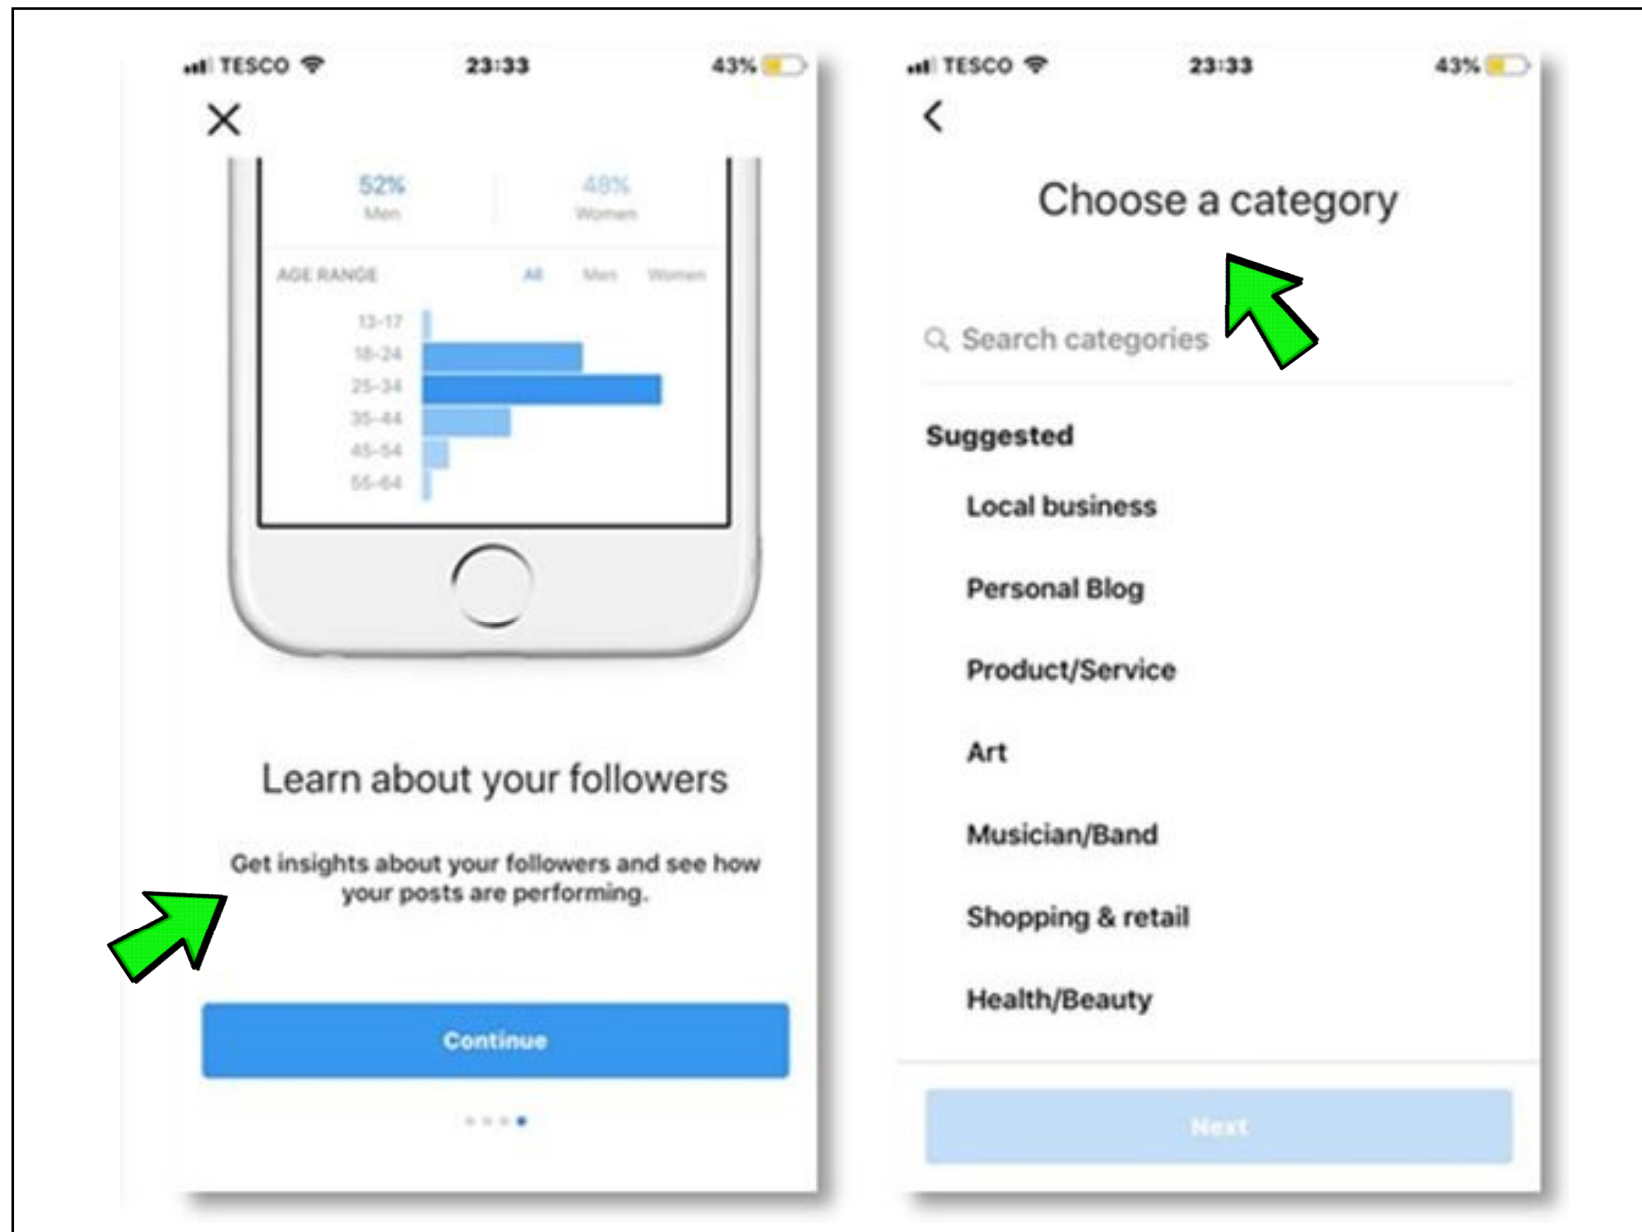 TESCO 23:33 43%
52% 48%
Men Women
AGE RANGE All Men Women
13-17
18-24
25-34
35-44
45-54
55-64
Learn about your followers
Get insights about your followers and see how
your posts are performing.
Continue
TESCO 23:33 43%
Choose a category
Search categories
Suggested
Local business
Personal Blog
Product/Service
Art
Musician/Band
Shopping & retail
Health/Beauty
Next